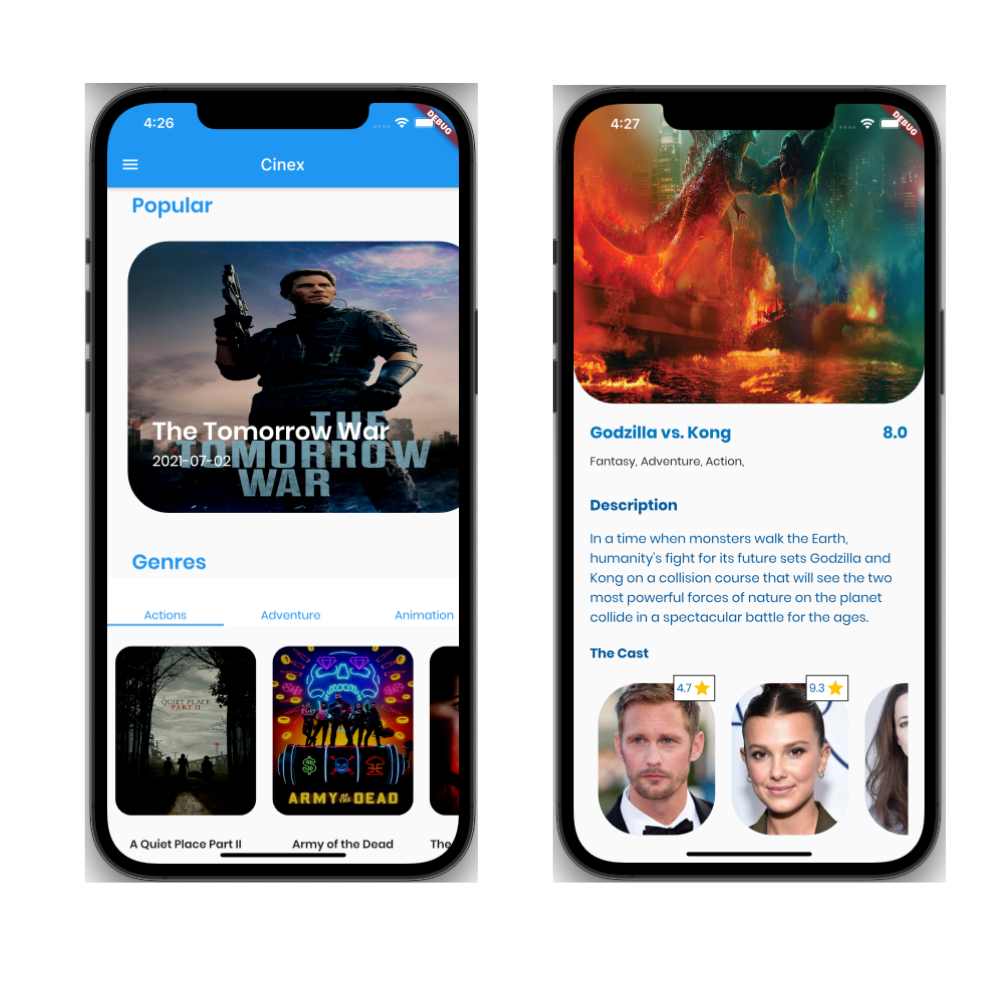 4:26
DEBUG
Cinex
Popular
THE
TOMORROW
WAR
The Tomorrow War
2021-07-02
Genres
Actions Adventure Animation
A QUIET PLACE
PART II
ARMY OF THE DEAD
A Quiet Place Part II Army of the Dead The
4:27
DEBUG
Godzilla vs. Kong 8.0
Fantasy, Adventure, Action,
Description
In a time when monsters walk the Earth,
humanity's fight for its future sets Godzilla and
Kong on a collision course that will see the two
most powerful forces of nature on the planet
collide in a spectacular battle for the ages.
The Cast
4.7 9.3